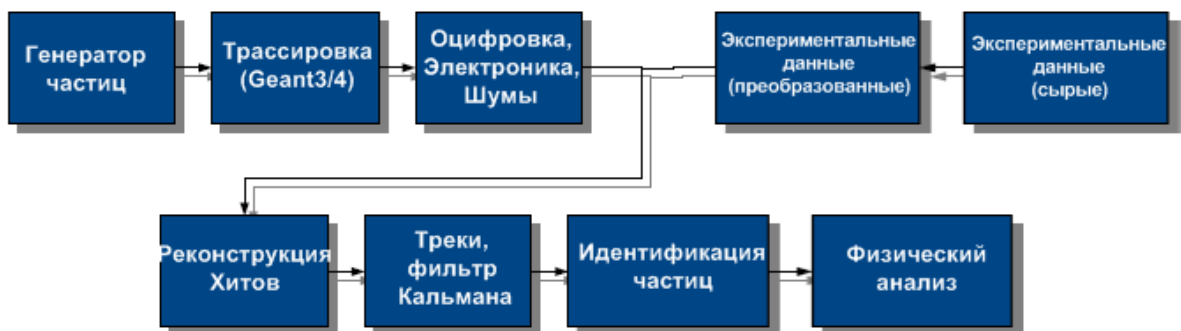 Генератор
частиц
Трассировка
(Geant3/4)
Оцифровка,
Электроника,
Шумы
Экспериментальные
данные
(преобразованные)
Экспериментальные
данные
(сырые)
Реконструкция
Хитов
Треки,
фильтр
Кальмана
Идентификация
частиц
Физический
анализ